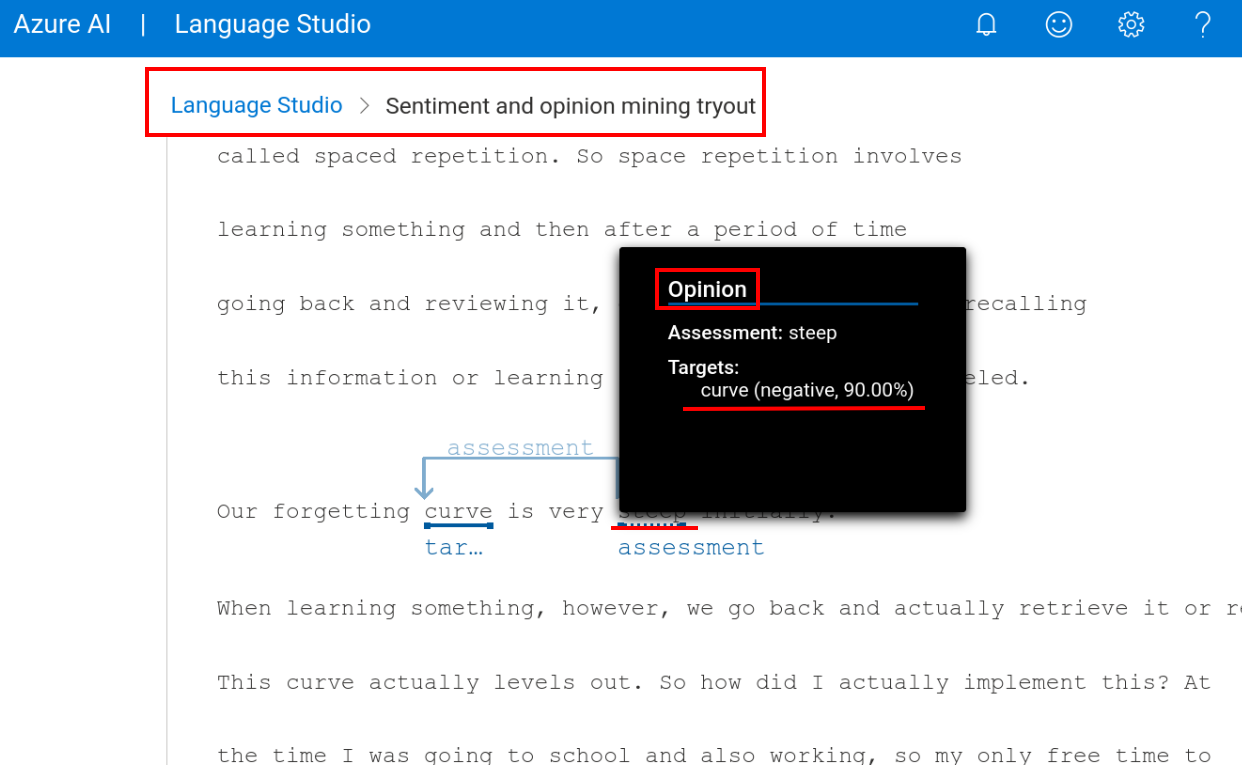 Azure AI | Language Studio
Language Studio > Sentiment and opinion mining tryout
called spaced repetition. So space repetition involves
learning something and then after a period of time
going back and reviewing it, recalling
this information or learning eled.
Opinion
Assessment: steep
Targets:
curve (negative, 90.00%)
assessment
Our forgetting curve is very steep initially.
tar… assessment
When learning something, however, we go back and actually retrieve it or
This curve actually levels out. So how did I actually implement this? At
the time I was going to school and also working, so my only free time to